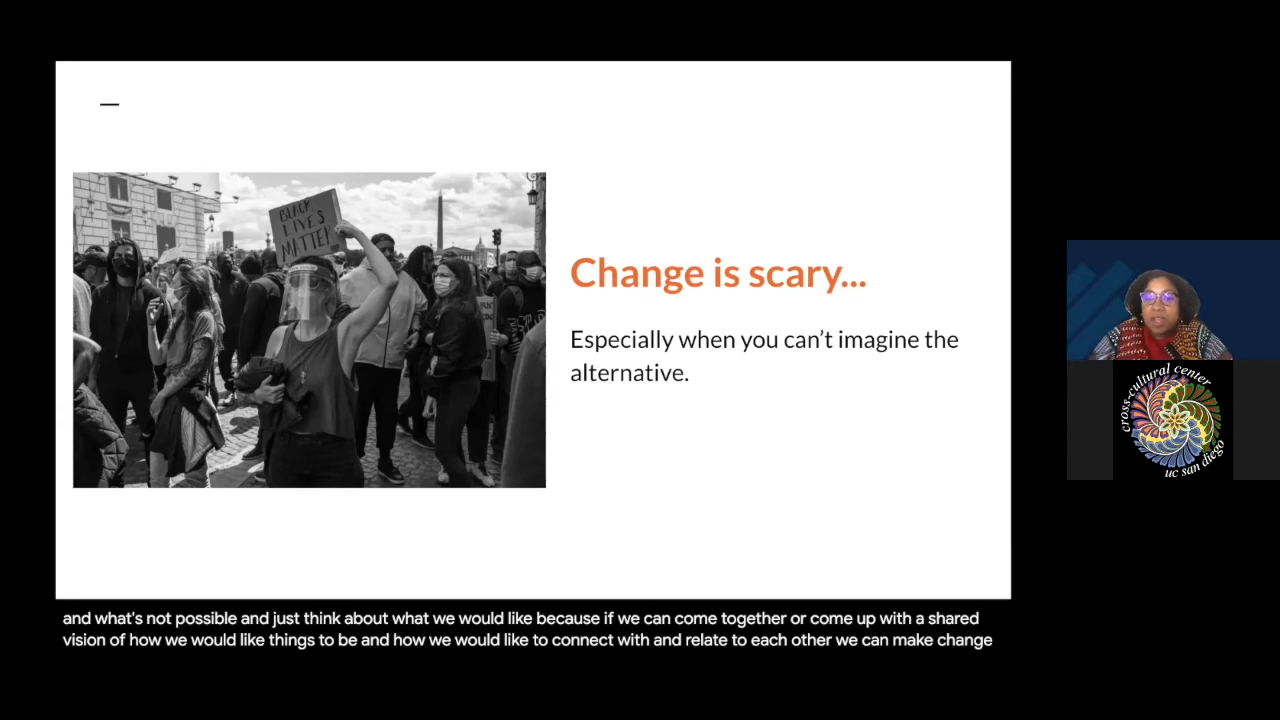 BLACK
LIVES
MATTER
Change is scary...
Especially when you can’t imagine the
alternative.
cross-cultural center
uc san diego
and what's not possible and just think about what we would like because if we can come together or come up with a shared
vision of how we would like things to be and how we would like to connect with and relate to each other we can make change